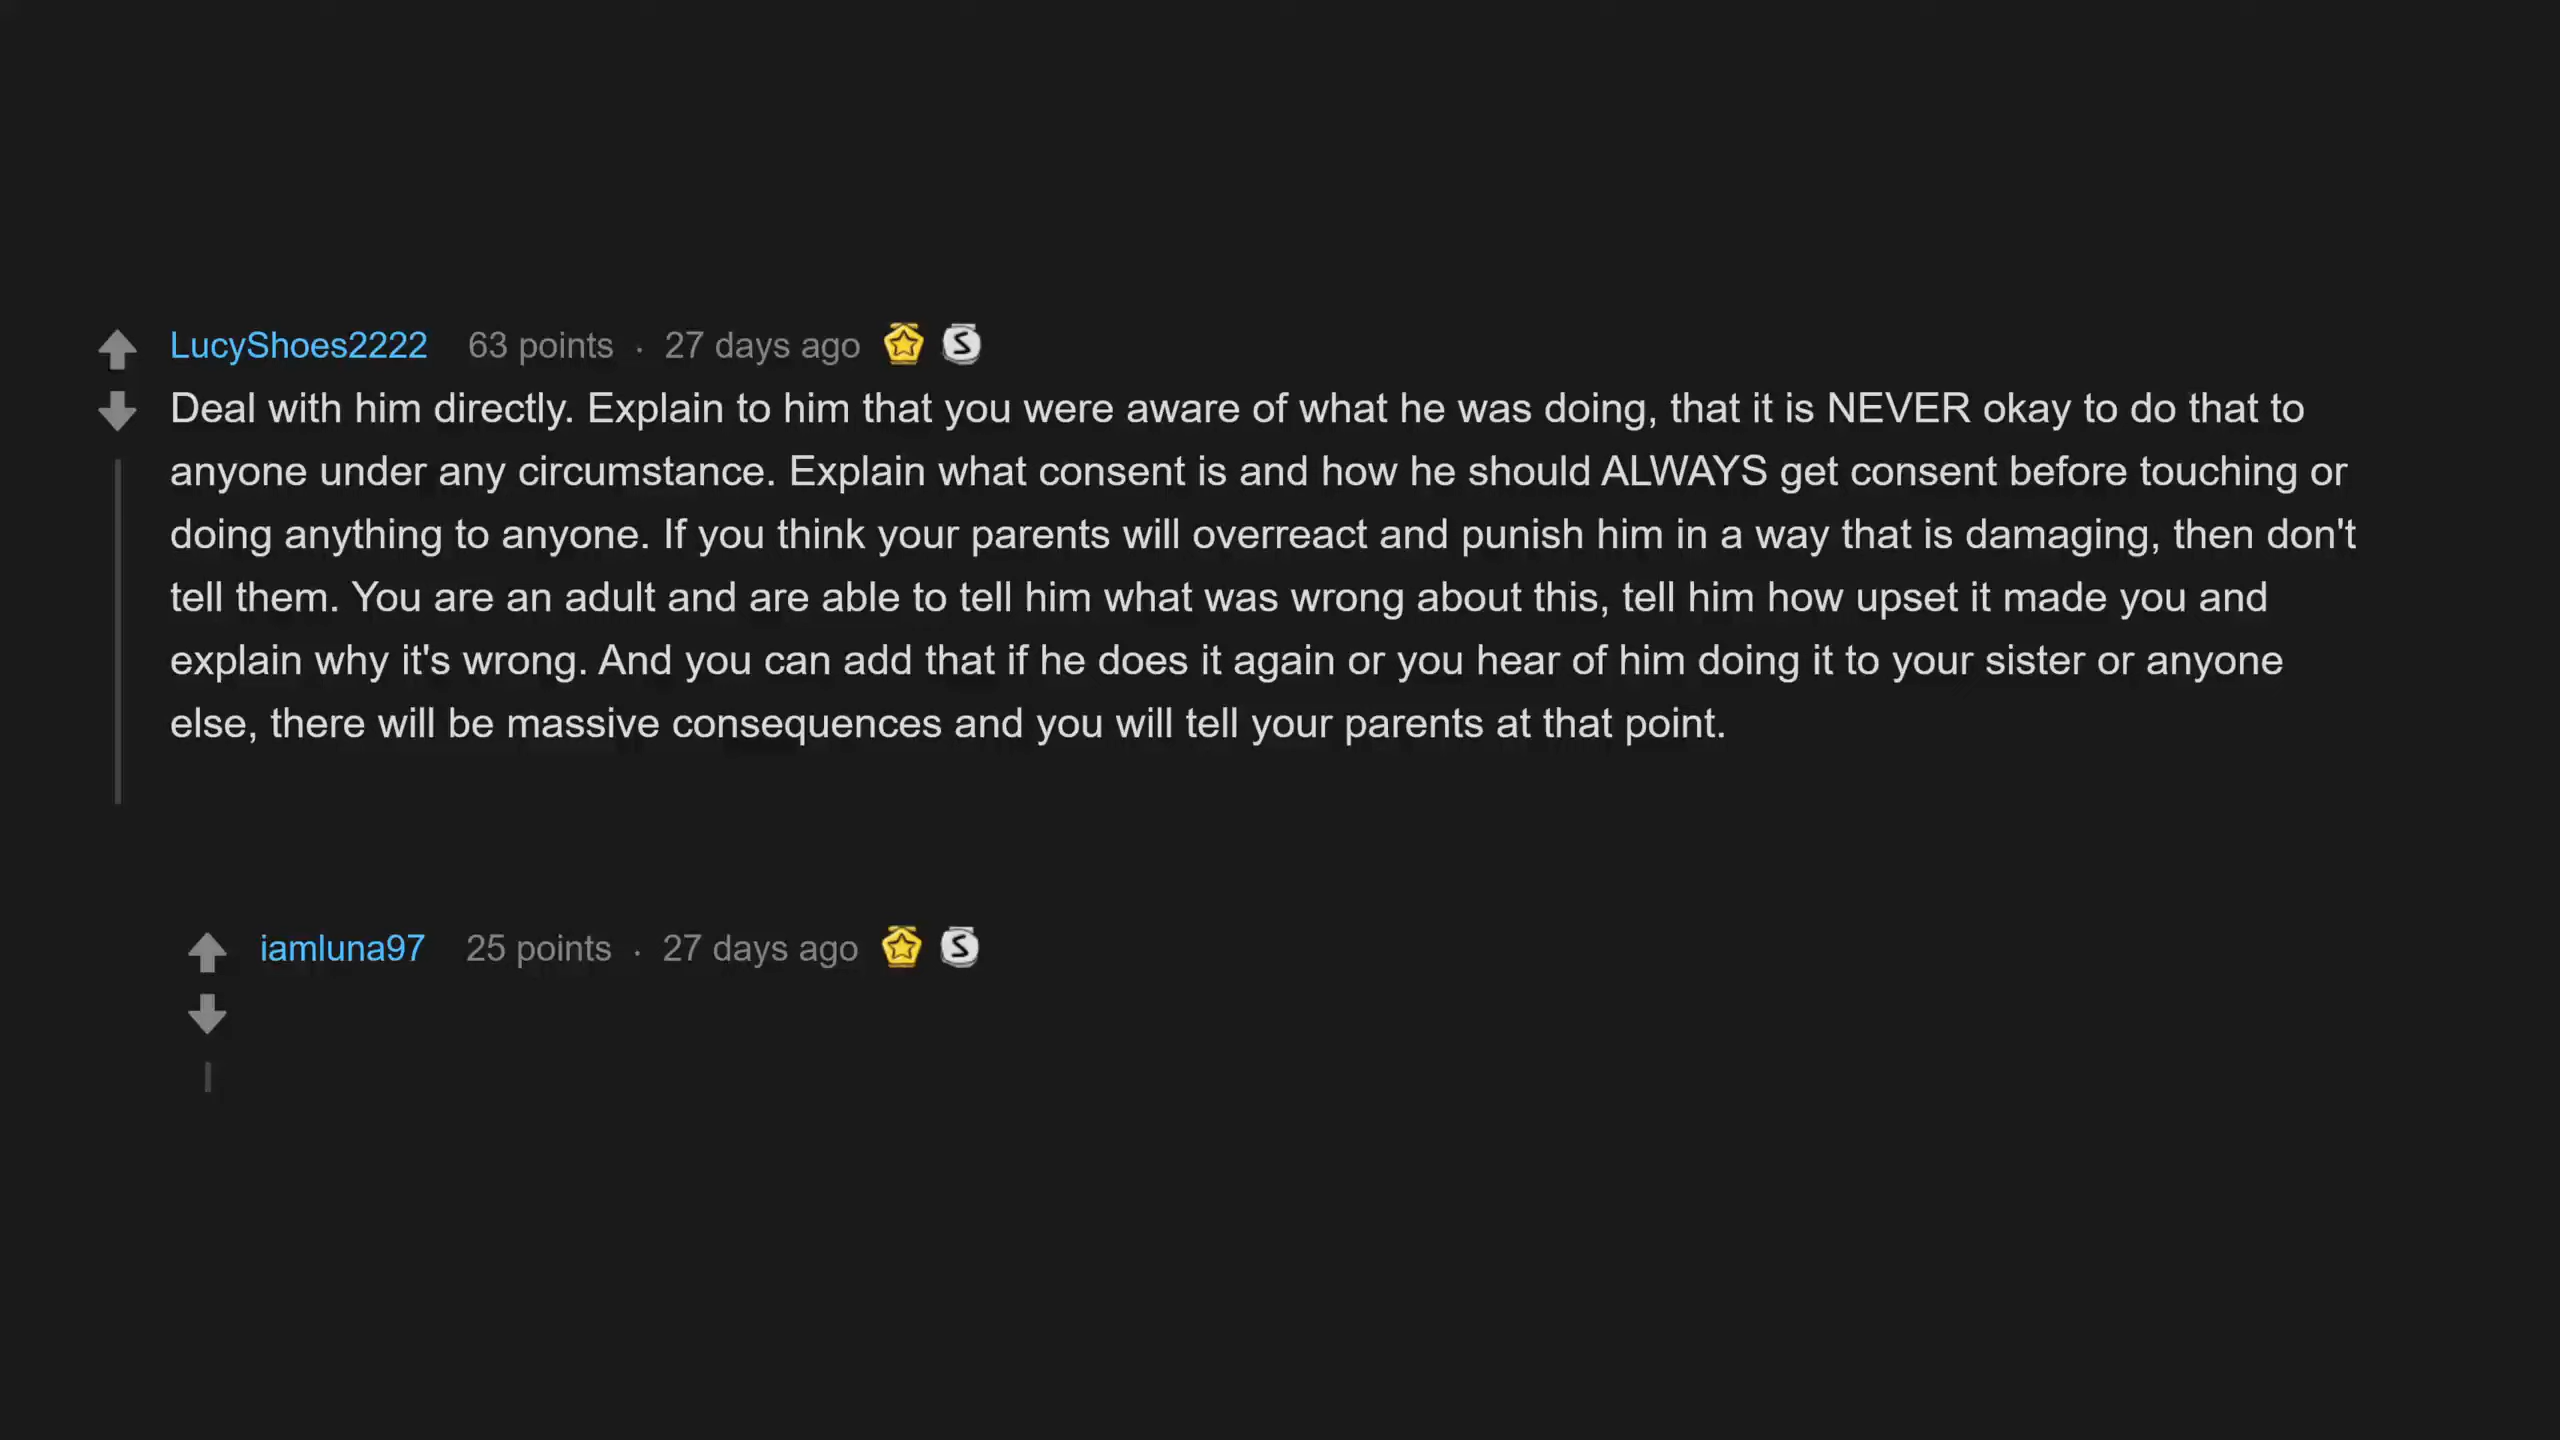 LucyShoes2222 63 points · 27 days ago
Deal with him directly. Explain to him that you were aware of what he was doing, that it is NEVER okay to do that to
anyone under any circumstance. Explain what consent is and how he should ALWAYS get consent before touching or
doing anything to anyone. If you think your parents will overreact and punish him in a way that is damaging, then don't
tell them. You are an adult and are able to tell him what was wrong about this, tell him how upset it made you and
explain why it's wrong. And you can add that if he does it again or you hear of him doing it to your sister or anyone
else, there will be massive consequences and you will tell your parents at that point.
iamluna97 25 points · 27 days ago